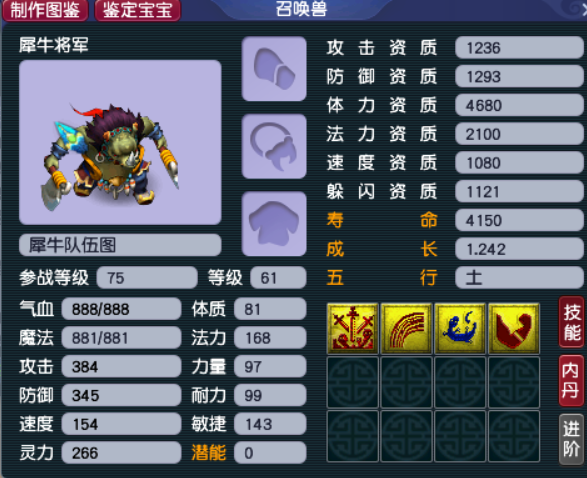 制作图鉴 鉴定宝宝 召唤兽
犀牛将军
攻击资质 1236
防御资质 1293
体力资质 4680
法力资质 2100
速度资质 1080
躲闪资质 1121
寿命 4150
犀牛队伍图
成长 1.242
参战等级 75 等级 61
五行 土
气血 888/888 体质 81
魔法 881/881 法力 168
攻击 384 力量 97
防御 345 耐力 99
速度 154 敏捷 143
灵力 266 潜能 0
技能
内丹
进阶